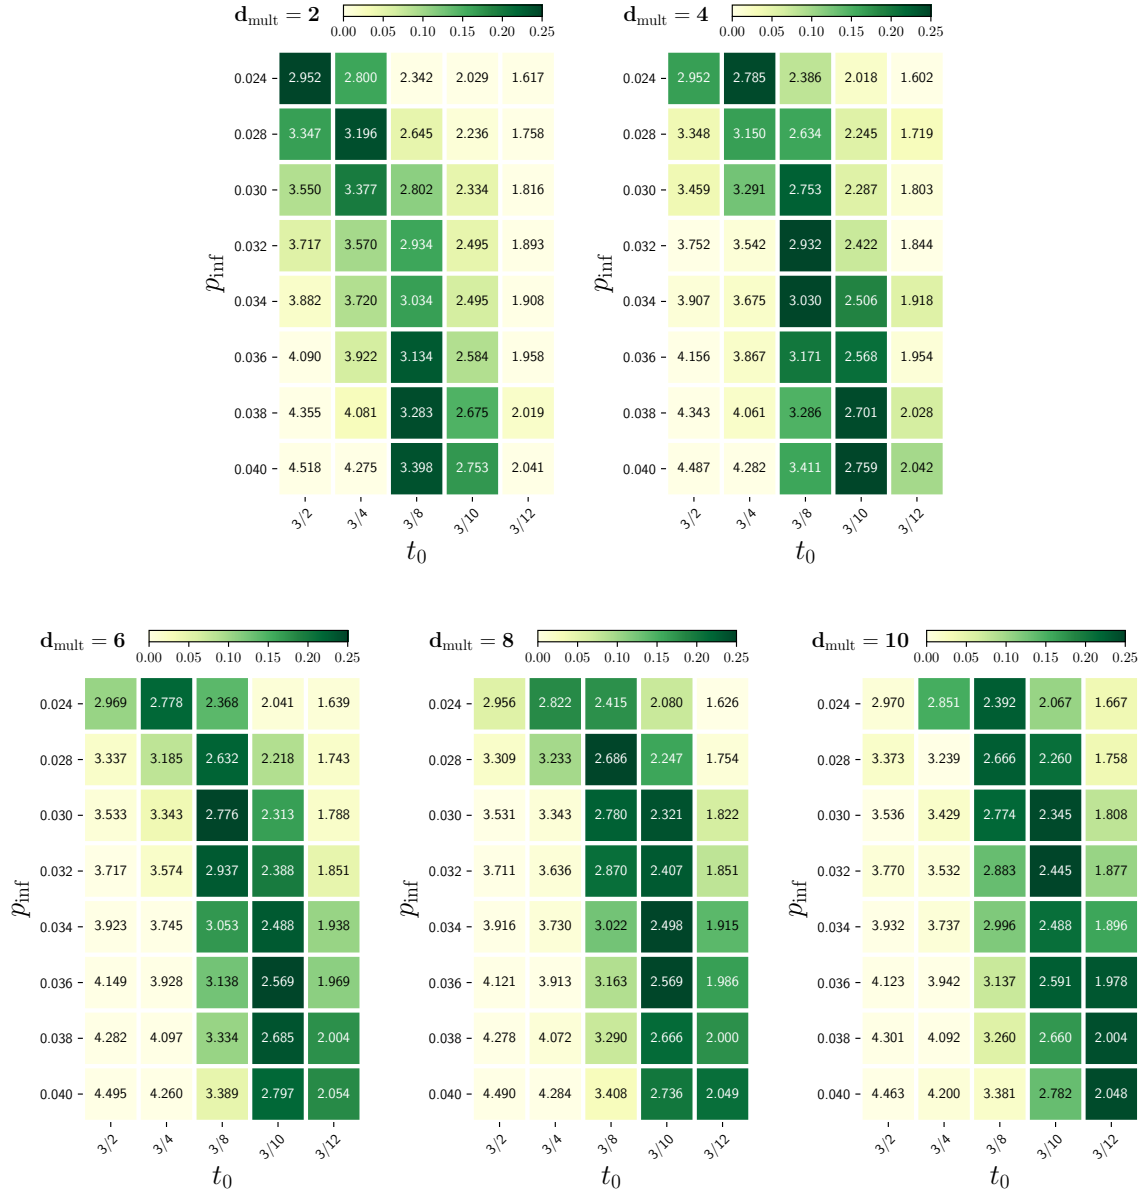 d_mult = 2
0.00 0.05 0.10 0.15 0.20 0.25
0.024 2.952 2.800 2.342 2.029 1.617
0.028 3.347 3.196 2.645 2.236 1.758
0.030 3.550 3.377 2.802 2.334 1.816
0.032 3.717 3.570 2.934 2.495 1.893
0.034 3.882 3.720 3.034 2.495 1.908
0.036 4.090 3.922 3.134 2.584 1.958
0.038 4.355 4.081 3.283 2.675 2.019
0.040 4.518 4.275 3.398 2.753 2.041
p_inf
3/2 3/4 3/8 3/10 3/12
t_0
d_mult = 4
0.00 0.05 0.10 0.15 0.20 0.25
0.024 2.952 2.785 2.386 2.018 1.602
0.028 3.348 3.150 2.634 2.245 1.719
0.030 3.459 3.291 2.753 2.287 1.803
0.032 3.752 3.542 2.932 2.422 1.844
0.034 3.907 3.675 3.030 2.506 1.918
0.036 4.156 3.867 3.171 2.568 1.954
0.038 4.343 4.061 3.286 2.701 2.028
0.040 4.487 4.282 3.411 2.759 2.042
p_inf
3/2 3/4 3/8 3/10 3/12
t_0
d_mult = 6
0.00 0.05 0.10 0.15 0.20 0.25
0.024 2.969 2.778 2.368 2.041 1.639
0.028 3.337 3.185 2.632 2.218 1.743
0.030 3.533 3.343 2.776 2.313 1.788
0.032 3.717 3.574 2.937 2.388 1.851
0.034 3.923 3.745 3.053 2.488 1.938
0.036 4.149 3.928 3.138 2.569 1.969
0.038 4.282 4.097 3.334 2.685 2.004
0.040 4.495 4.260 3.389 2.797 2.054
p_inf
3/2 3/4 3/8 3/10 3/12
t_0
d_mult = 8
0.00 0.05 0.10 0.15 0.20 0.25
0.024 2.956 2.822 2.415 2.080 1.626
0.028 3.309 3.233 2.686 2.247 1.754
0.030 3.531 3.343 2.780 2.321 1.822
0.032 3.711 3.636 2.870 2.407 1.851
0.034 3.916 3.730 3.022 2.498 1.915
0.036 4.121 3.913 3.163 2.569 1.986
0.038 4.278 4.072 3.290 2.666 2.000
0.040 4.490 4.284 3.408 2.736 2.049
p_inf
3/2 3/4 3/8 3/10 3/12
t_0
d_mult = 10
0.00 0.05 0.10 0.15 0.20 0.25
0.024 2.970 2.851 2.392 2.067 1.667
0.028 3.373 3.239 2.666 2.260 1.758
0.030 3.536 3.429 2.774 2.345 1.808
0.032 3.770 3.532 2.883 2.445 1.877
0.034 3.932 3.737 2.996 2.488 1.896
0.036 4.123 3.942 3.137 2.591 1.978
0.038 4.301 4.092 3.260 2.660 2.004
0.040 4.463 4.200 3.381 2.782 2.048
p_inf
3/2 3/4 3/8 3/10 3/12
t_0